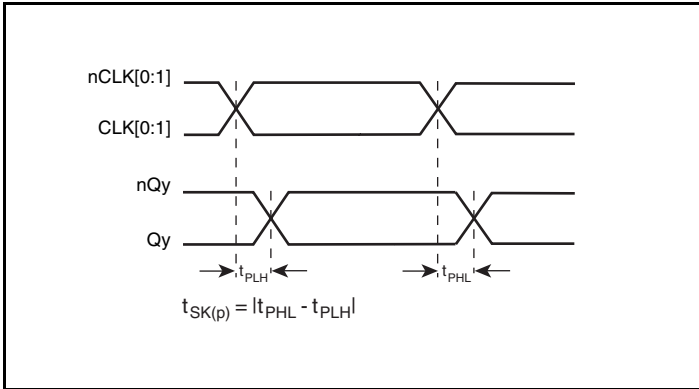 nCLK[0:1]
CLK[0:1]
nQy
Qy
tPLH
tPHL
tSK(p) = |tPHL - tPLH|